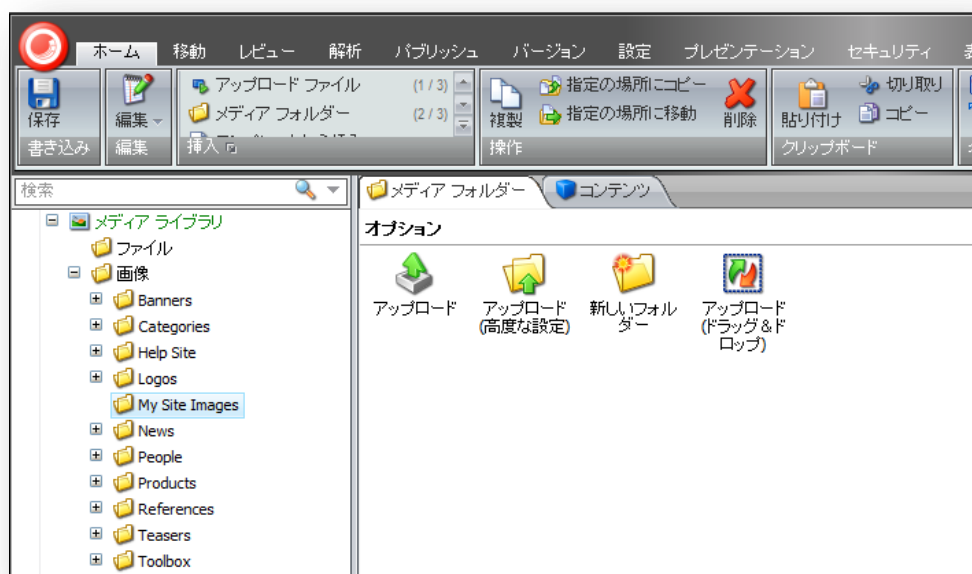 ホーム 移動 レビュー 解析 パブリッシュ バージョン 設定 プレゼンテーション セキュリティ
保存
書き込み
編集
編集
アップロード ファイル (1 / 3)
メディア フォルダー (2 / 3)
挿入
複製
指定の場所にコピー
指定の場所に移動
削除
操作
貼り付け
切り取り
コピー
クリップボード
検索
メディア ライブラリ
ファイル
画像
Banners
Categories
Help Site
Logos
My Site Images
News
People
Products
References
Teasers
Toolbox
メディア フォルダー コンテンツ
オプション
アップロード
アップロード
(高度な設定)
新しいフォル
ダー
アップロード
(ドラッグ＆ド
ロップ)